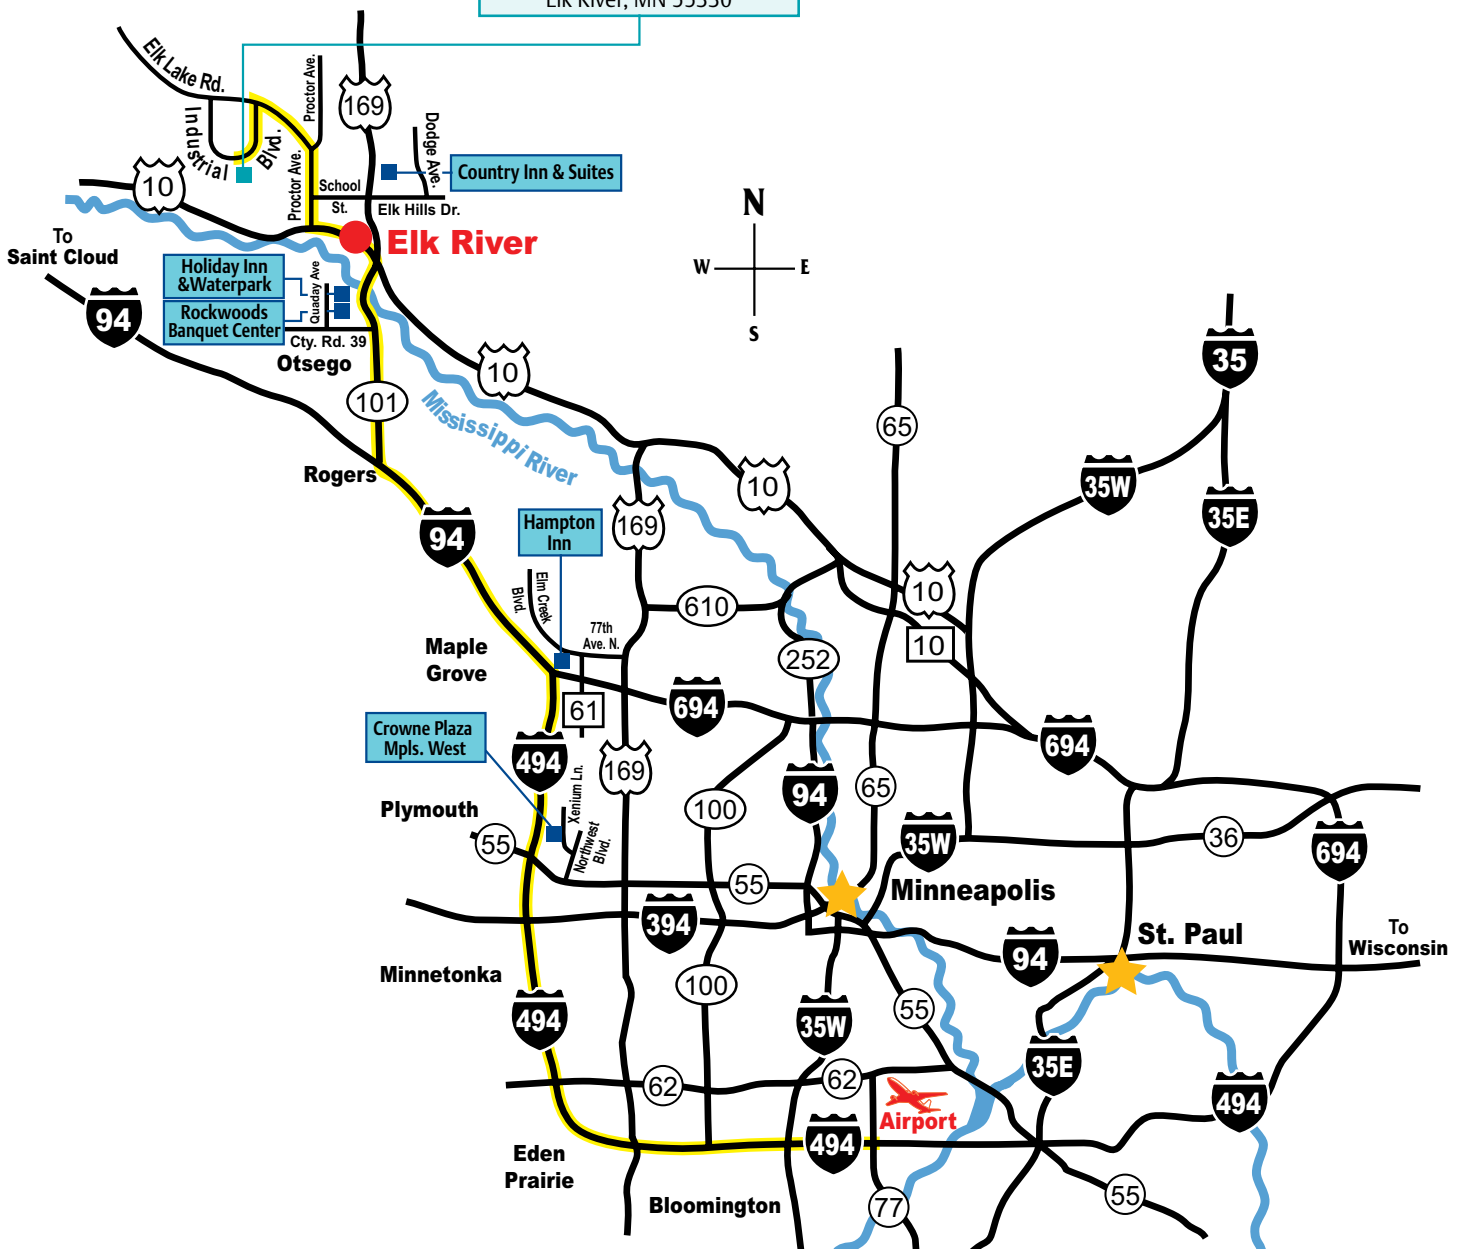 Elk River, MN 55330
Elk Lake Rd.
Proctor Ave.
169
Industrial
Blvd.
Dodge Ave.
Country Inn & Suites
10
Proctor Ave.
School
St.
Elk Hills Dr.
N
W
E
S
To
Saint Cloud
Elk River
Holiday Inn
&Waterpark
Quaday Ave
Rockwoods
Banquet Center
Cty. Rd. 39
Otsego
94
10
35
101
Mississippi River
65
Rogers
10
35W
35E
94
Hampton
Inn
169
Elm Creek
Blvd.
77th
Ave. N.
610
10
10
Maple
Grove
252
61
694
694
Crowne Plaza
Mpls. West
494
169
Xenium Ln.
Northwest
Blvd.
94
65
100
Plymouth
55
35W
36
694
55
Minneapolis
394
St. Paul
To
Wisconsin
94
Minnetonka
100
494
35W
55
35E
62
62
Airport
494
494
Eden
Prairie
Bloomington
77
55